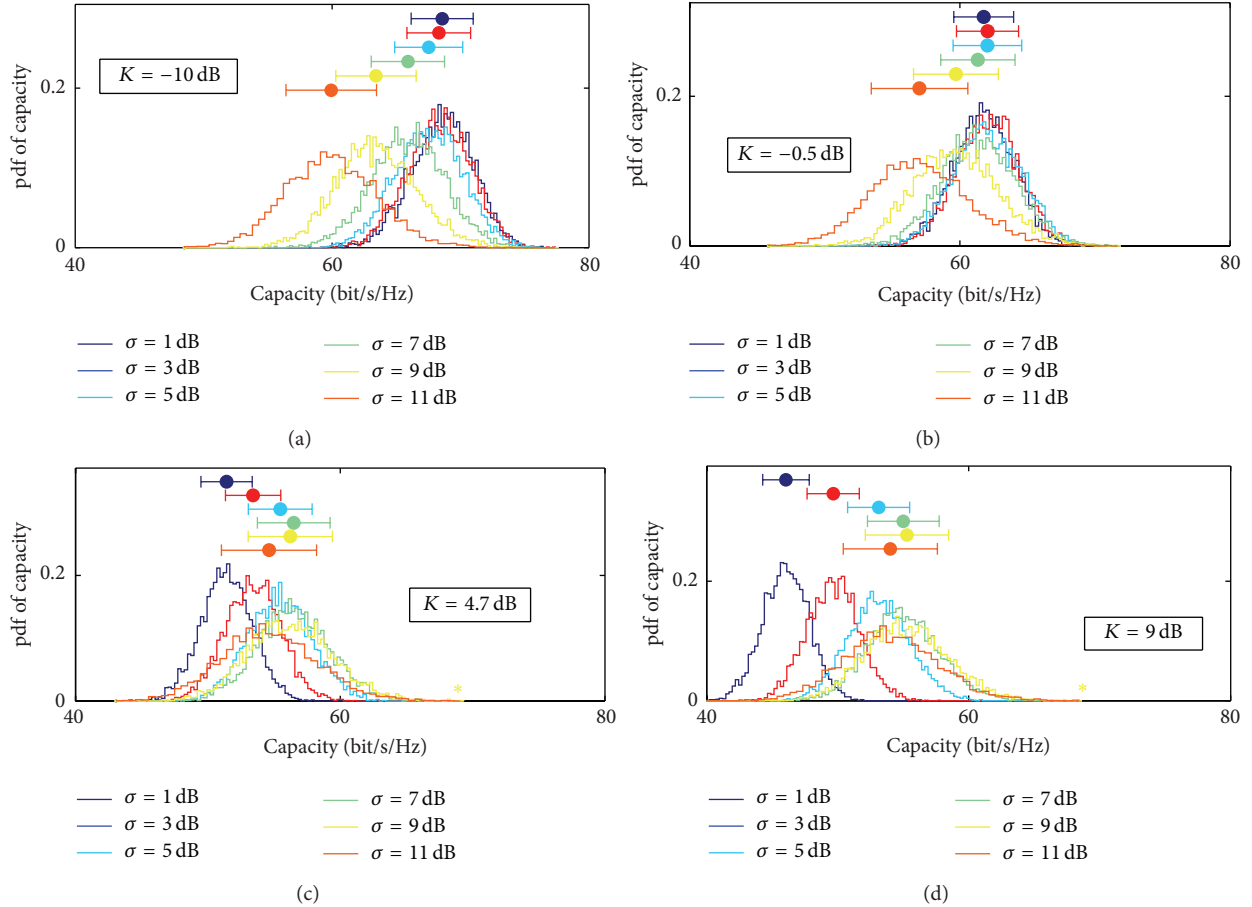 pdf of capacity
0.2
0
K = −10 dB
40
60
80
Capacity (bit/s/Hz)
σ = 1 dB
σ = 3 dB
σ = 5 dB
σ = 7 dB
σ = 9 dB
σ = 11 dB
(a)
pdf of capacity
0.2
0
K = −0.5 dB
40
60
80
Capacity (bit/s/Hz)
σ = 1 dB
σ = 3 dB
σ = 5 dB
σ = 7 dB
σ = 9 dB
σ = 11 dB
(b)
pdf of capacity
0.2
0
K = 4.7 dB
*
40
60
80
Capacity (bit/s/Hz)
σ = 1 dB
σ = 3 dB
σ = 5 dB
σ = 7 dB
σ = 9 dB
σ = 11 dB
(c)
pdf of capacity
0.2
0
K = 9 dB
*
40
60
80
Capacity (bit/s/Hz)
σ = 1 dB
σ = 3 dB
σ = 5 dB
σ = 7 dB
σ = 9 dB
σ = 11 dB
(d)